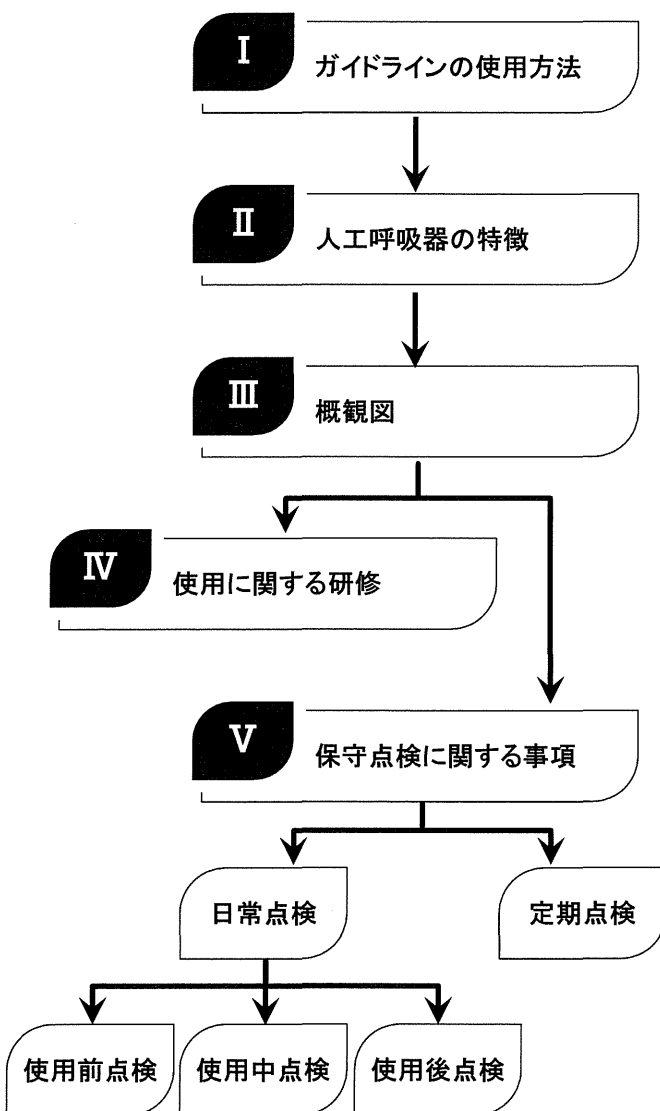 Ⅰ
ガイドラインの使用方法
Ⅱ
人工呼吸器の特徴
Ⅲ
概観図
Ⅳ
使用に関する研修
Ⅴ
保守点検に関する事項
日常点検
定期点検
使用前点検
使用中点検
使用後点検